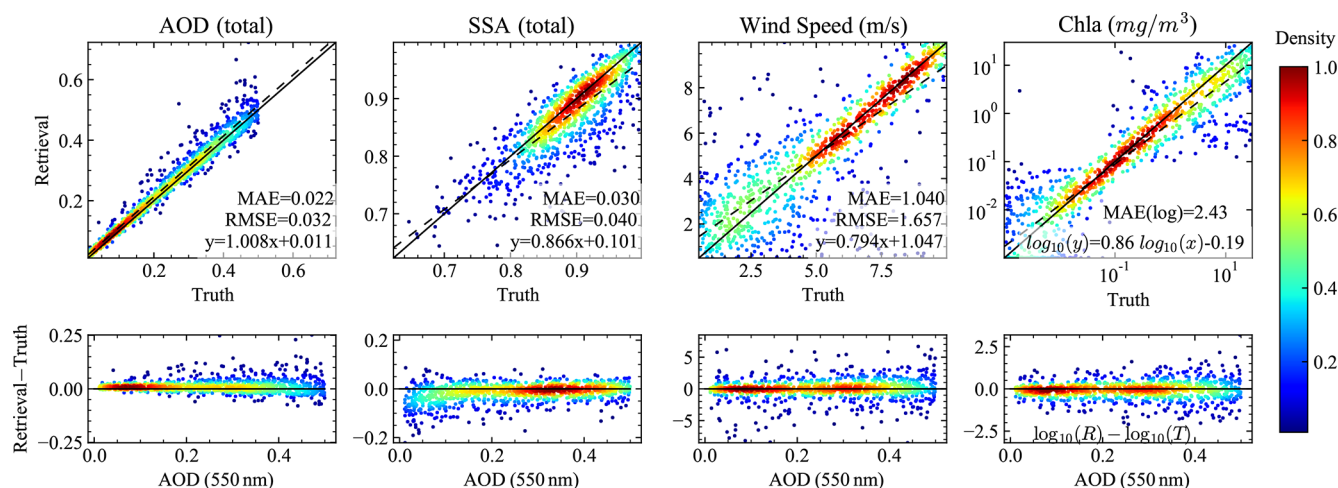 AOD (total)
SSA (total)
Wind Speed (m/s)
Chla (mg/m³)
Density
Retrieval
0.6
0.4
0.2
MAE=0.022
RMSE=0.032
y=1.008x+0.011
0.2 0.4 0.6
Truth
0.9
0.8
0.7
MAE=0.030
RMSE=0.040
y=0.866x+0.101
0.7 0.8 0.9
Truth
8
6
4
2
MAE=1.040
RMSE=1.657
y=0.794x+1.047
2.5 5.0 7.5
Truth
10¹
10⁰
10⁻¹
10⁻²
MAE(log)=2.43
log₁₀(y)=0.86 log₁₀(x)-0.19
10⁻¹ 10¹
Truth
1.0
0.8
0.6
0.4
0.2
Retrieval−Truth
0.25
0.00
−0.25
0.0 0.2 0.4
AOD (550 nm)
0.2
0.0
−0.2
0.0 0.2 0.4
AOD (550 nm)
5
0
−5
0.0 0.2 0.4
AOD (550 nm)
2.5
0.0
−2.5
log₁₀(R) − log₁₀(T)
0.0 0.2 0.4
AOD (550 nm)